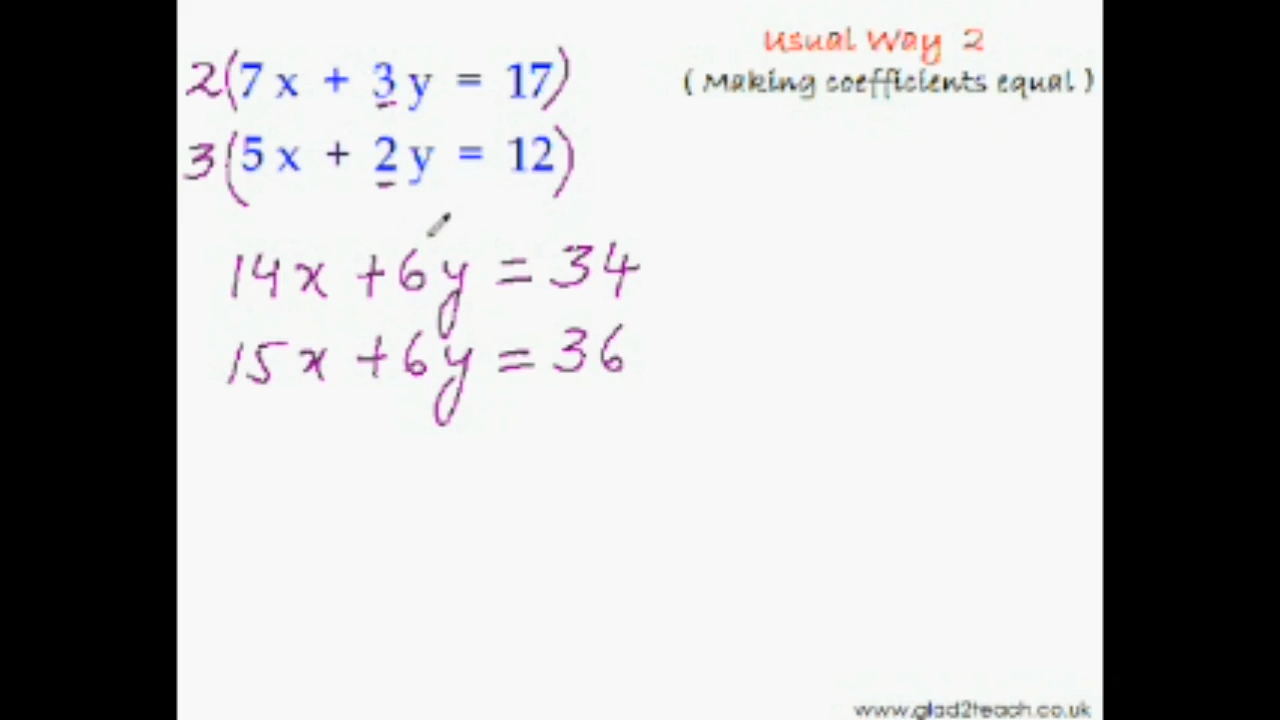 Usual Way 2
( Making coefficients equal )
2(7x + 3y = 17)
3(5x + 2y = 12)
14x + 6y = 34
15x + 6y = 36
www.glad2teach.co.uk